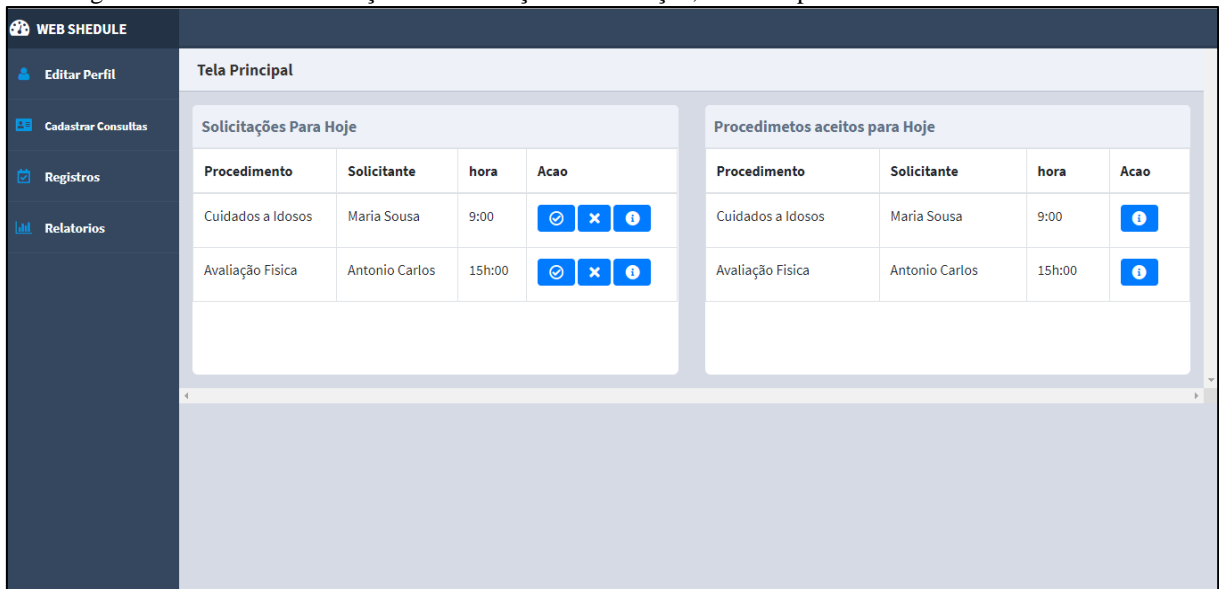 WEB SHEDULE
Editar Perfil
Cadastrar Consultas
Registros
Relatorios
Tela Principal
Solicitações Para Hoje
Procedimento Solicitante hora Acao
Cuidados a Idosos Maria Sousa 9:00
Avaliação Fisica Antonio Carlos 15h:00
Procedimetos aceitos para Hoje
Procedimento Solicitante hora Acao
Cuidados a Idosos Maria Sousa 9:00
Avaliação Fisica Antonio Carlos 15h:00